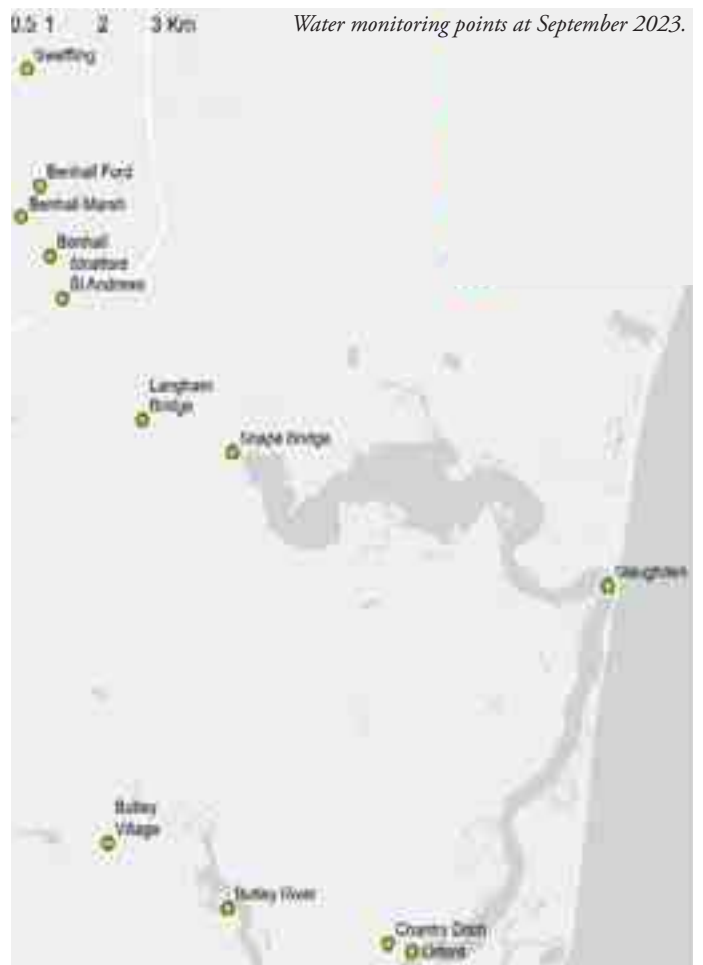 0.5 1 2 3 Km
Water monitoring points at September 2023.
Sweffling
Benhall Ford
Benhall Marsh
Benhall
Stratford
St Andrews
Langham
Bridge
Snape Bridge
Slaughden
Butley
Village
Butley River
Chantry Ditch
Orford